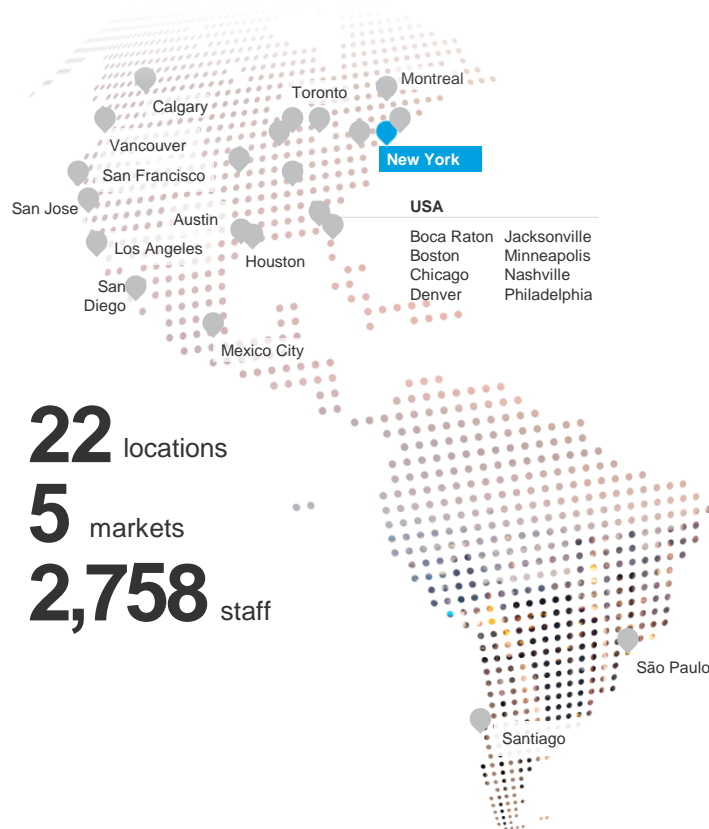 Montreal
Toronto
Calgary
Vancouver
New York
San Francisco
San Jose
USA
Austin
Boca Raton Jacksonville
Los Angeles
Boston Minneapolis
Houston
Chicago Nashville
San
Diego
Denver Philadelphia
Mexico City
22 locations
5 markets
2,758 staff
São Paulo
Santiago